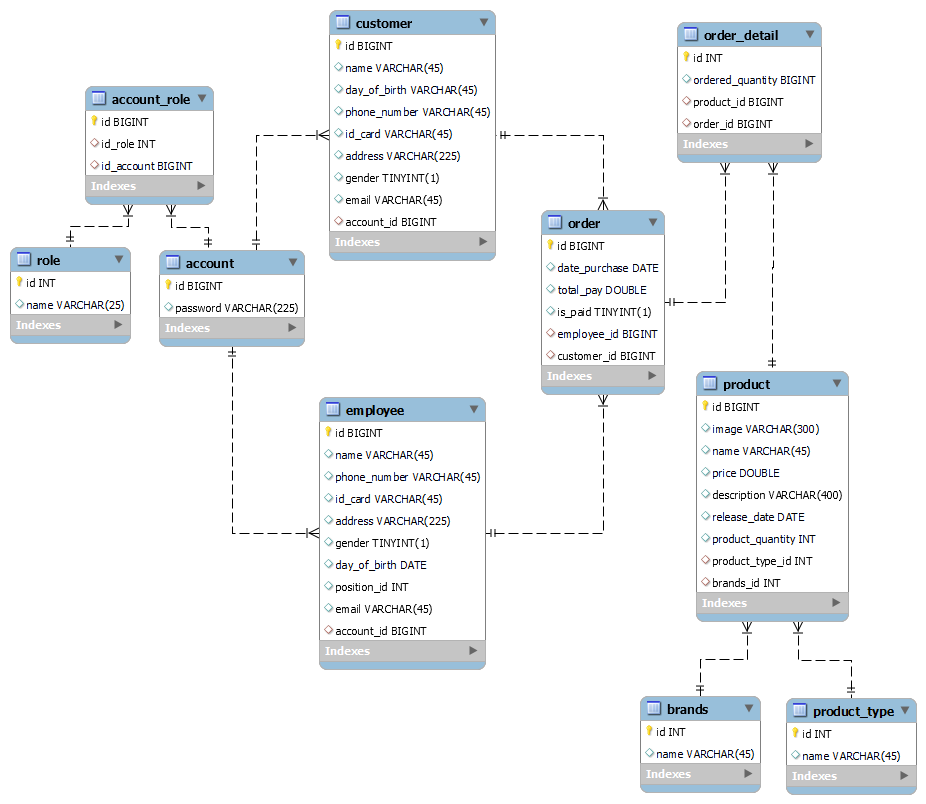 customer
id BIGINT
name VARCHAR(45)
day_of_birth VARCHAR(45)
phone_number VARCHAR(45)
id_card VARCHAR(45)
address VARCHAR(225)
gender TINYINT(1)
email VARCHAR(45)
account_id BIGINT
Indexes
order_detail
id INT
ordered_quantity BIGINT
product_id BIGINT
order_id BIGINT
Indexes
account_role
id BIGINT
id_role INT
id_account BIGINT
Indexes
order
id BIGINT
date_purchase DATE
total_pay DOUBLE
is_paid TINYINT(1)
employee_id BIGINT
customer_id BIGINT
Indexes
role
id INT
name VARCHAR(25)
Indexes
account
id BIGINT
password VARCHAR(225)
Indexes
employee
id BIGINT
name VARCHAR(45)
phone_number VARCHAR(45)
id_card VARCHAR(45)
address VARCHAR(225)
gender TINYINT(1)
day_of_birth DATE
position_id INT
email VARCHAR(45)
account_id BIGINT
Indexes
product
id BIGINT
image VARCHAR(300)
name VARCHAR(45)
price DOUBLE
description VARCHAR(400)
release_date DATE
product_quantity INT
product_type_id INT
brands_id INT
Indexes
brands
id INT
name VARCHAR(45)
Indexes
product_type
id INT
name VARCHAR(45)
Indexes